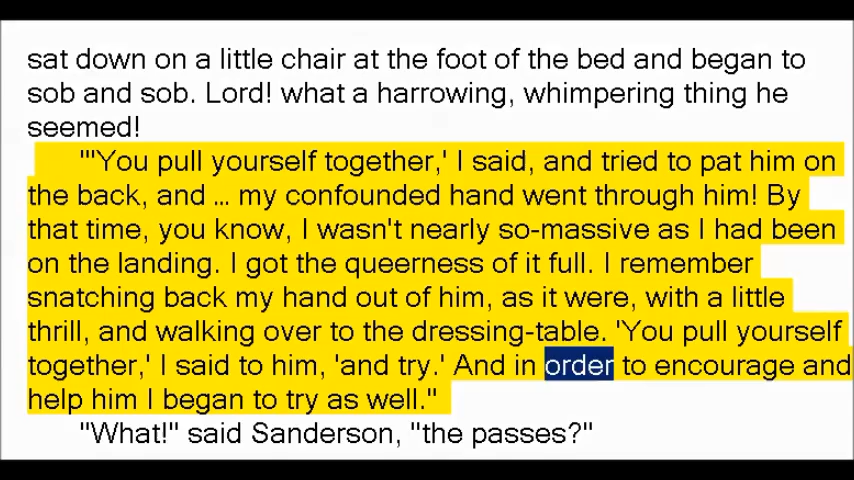 sat down on a little chair at the foot of the bed and began to
sob and sob. Lord! what a harrowing, whimpering thing he
seemed!
"'You pull yourself together,' I said, and tried to pat him on
the back, and ... my confounded hand went through him! By
that time, you know, I wasn't nearly so-massive as I had been
on the landing. I got the queerness of it full. I remember
snatching back my hand out of him, as it were, with a little
thrill, and walking over to the dressing-table. 'You pull yourself
together,' I said to him, 'and try.' And in order to encourage and
help him I began to try as well."
"What!" said Sanderson, "the passes?"